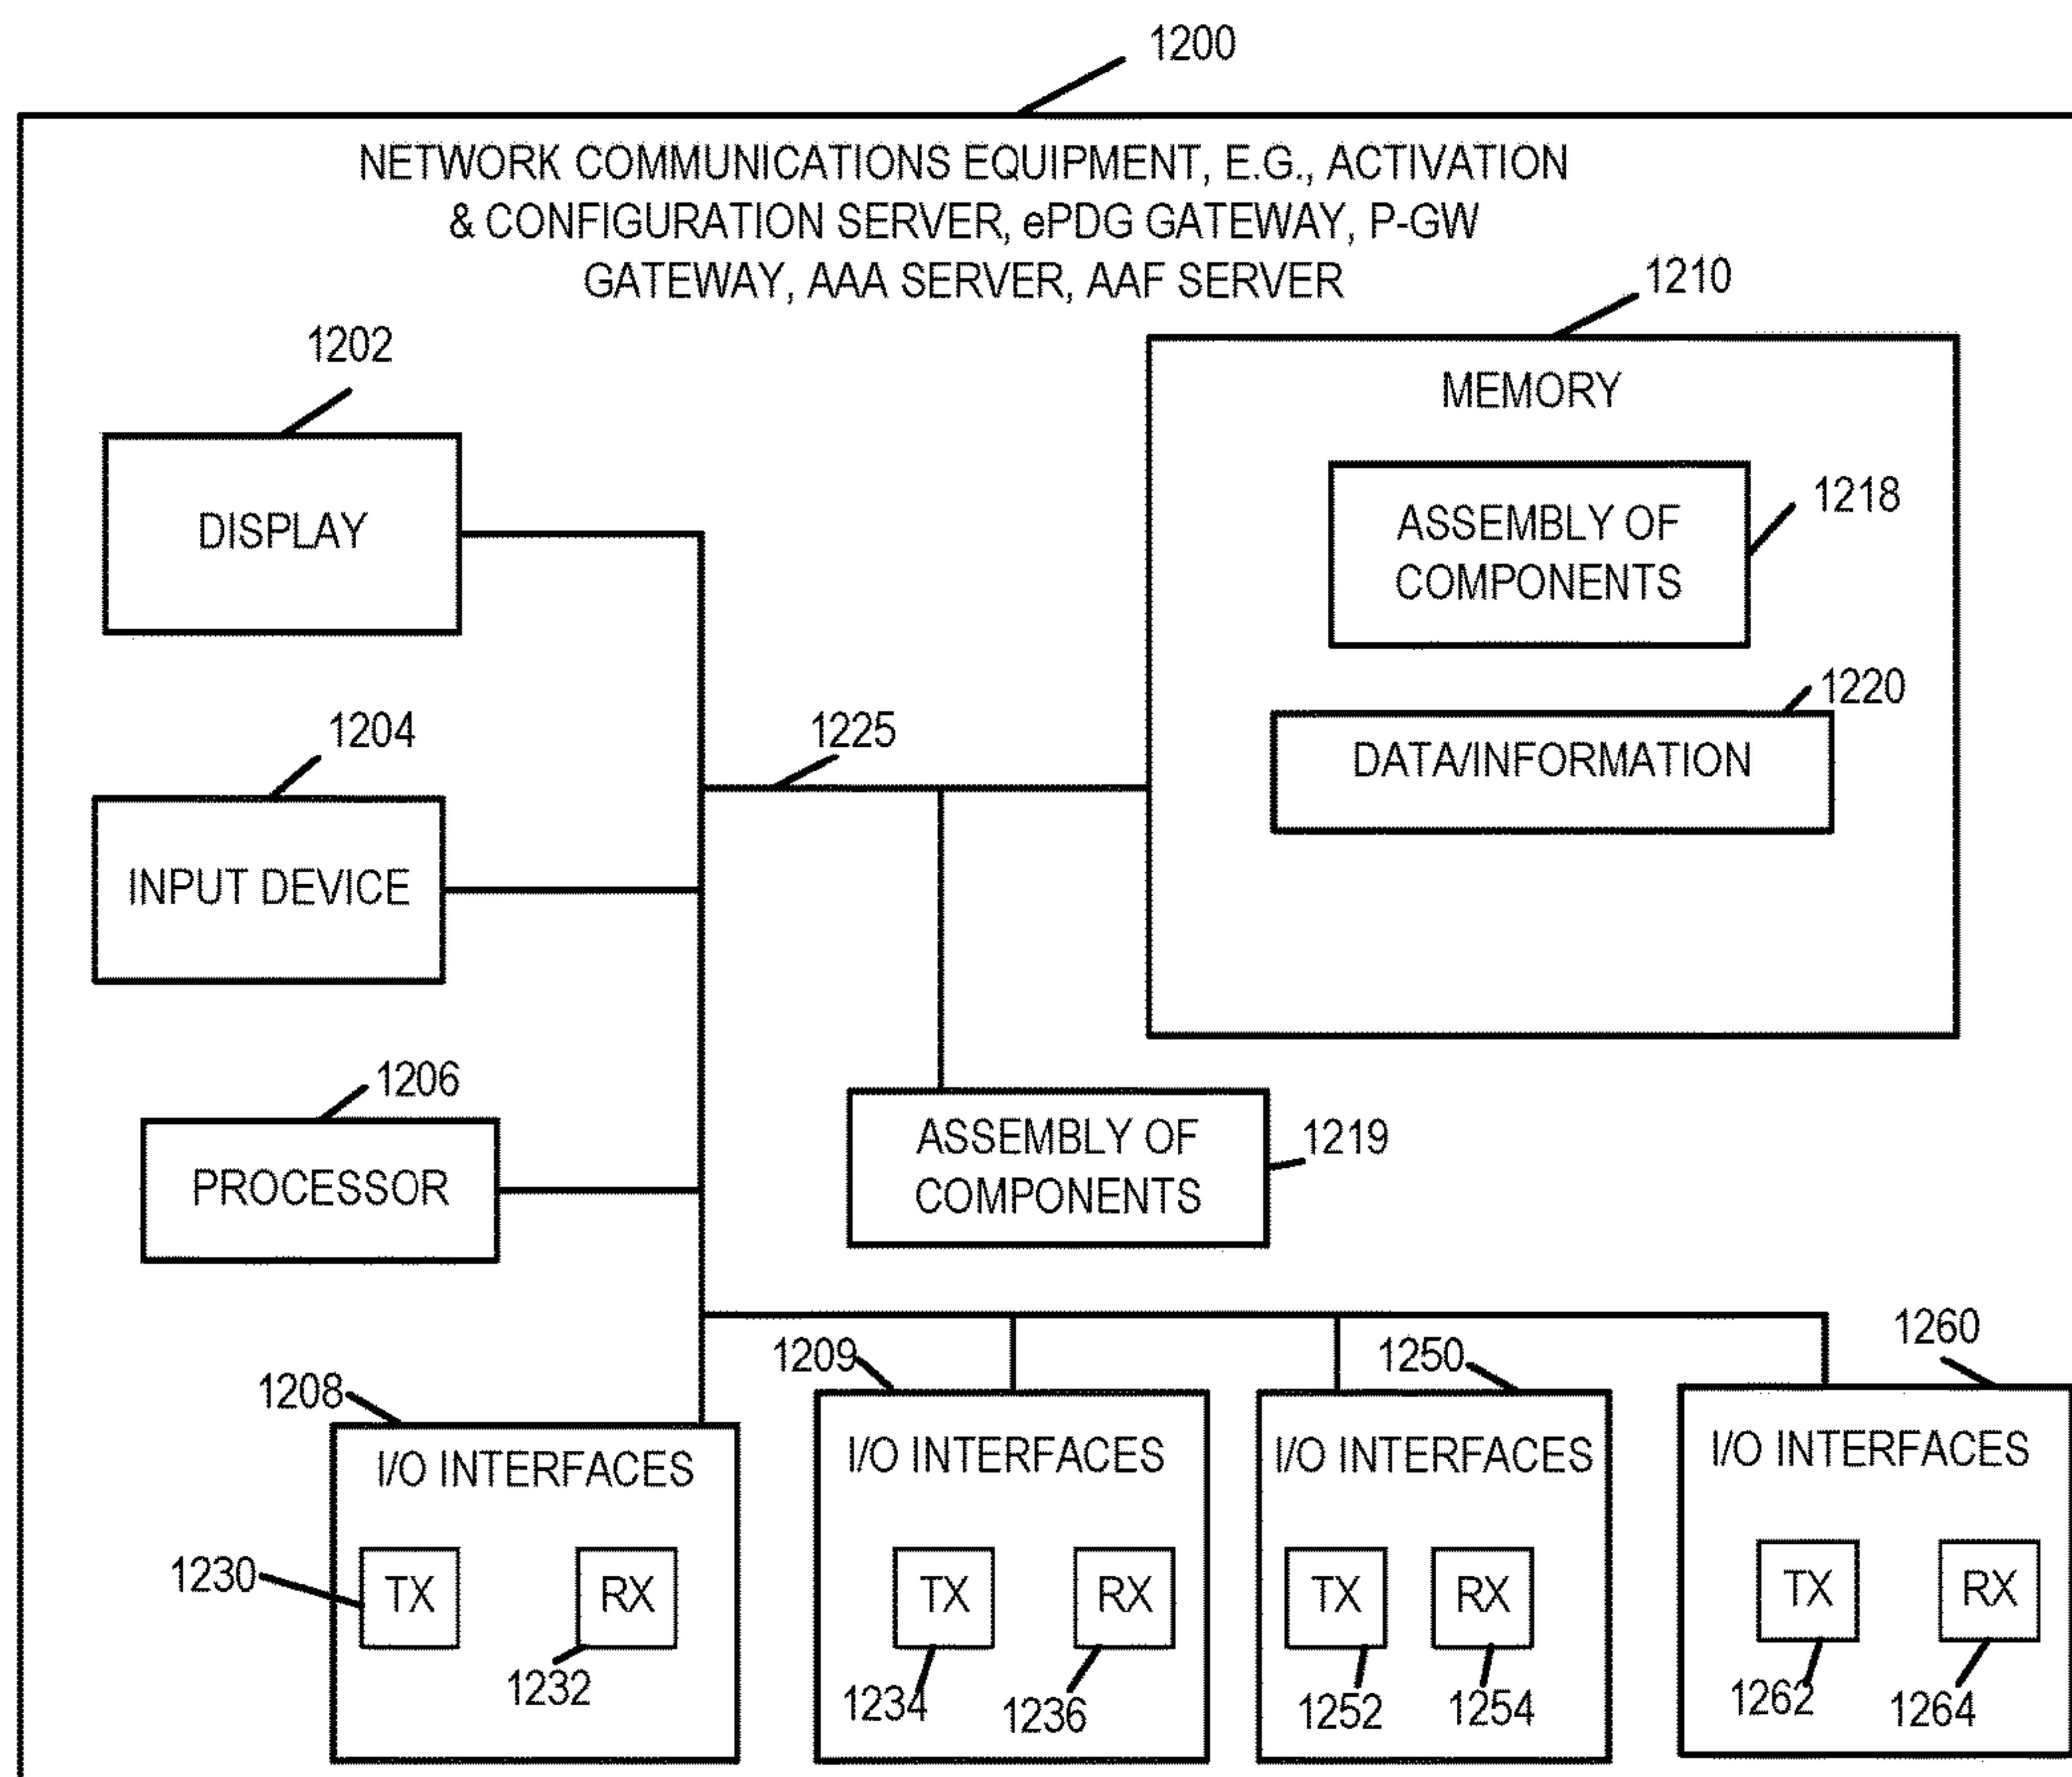 1200
NETWORK COMMUNICATIONS EQUIPMENT, E.G., ACTIVATION
& CONFIGURATION SERVER, ePDG GATEWAY, P-GW
GATEWAY, AAA SERVER, AAF SERVER
1210
1202
MEMORY
DISPLAY
ASSEMBLY OF
COMPONENTS
1218
1220
DATA/INFORMATION
1204
1225
INPUT DEVICE
1206
PROCESSOR
ASSEMBLY OF
COMPONENTS
1219
1208
1209
1250
1260
I/O INTERFACES
I/O INTERFACES
I/O INTERFACES
I/O INTERFACES
1230
TX
RX
TX
RX
TX
RX
TX
RX
1232
1234
1236
1252
1254
1262
1264